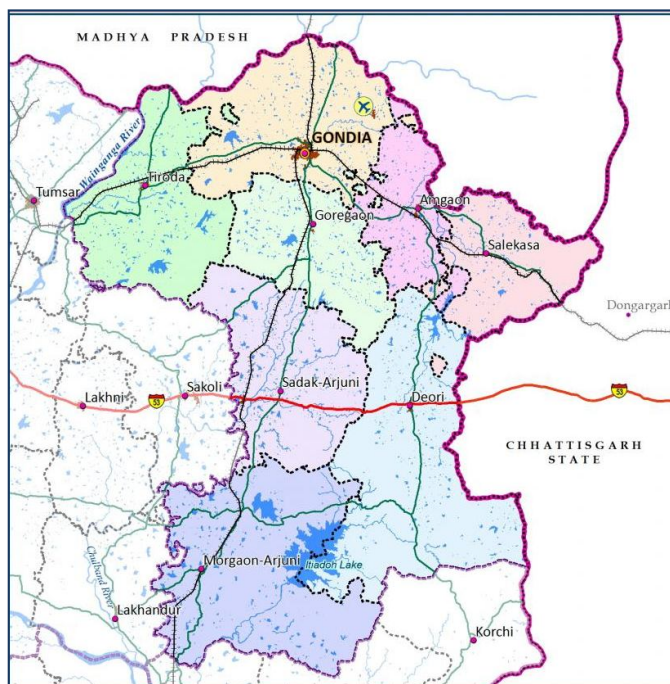 MADHYA PRADESH
Wainganga River
GONDIA
Tumsar
Tiroda
Amgaon
Goregaon
Salekasa
Dongargarh
Lakhni
53
Sakoli
Sadak-Arjuni
Deori
53
CHHATTISGARH
STATE
Chulband River
Morgaon-Arjuni
Itiadoh Lake
Lakhandur
Korchi